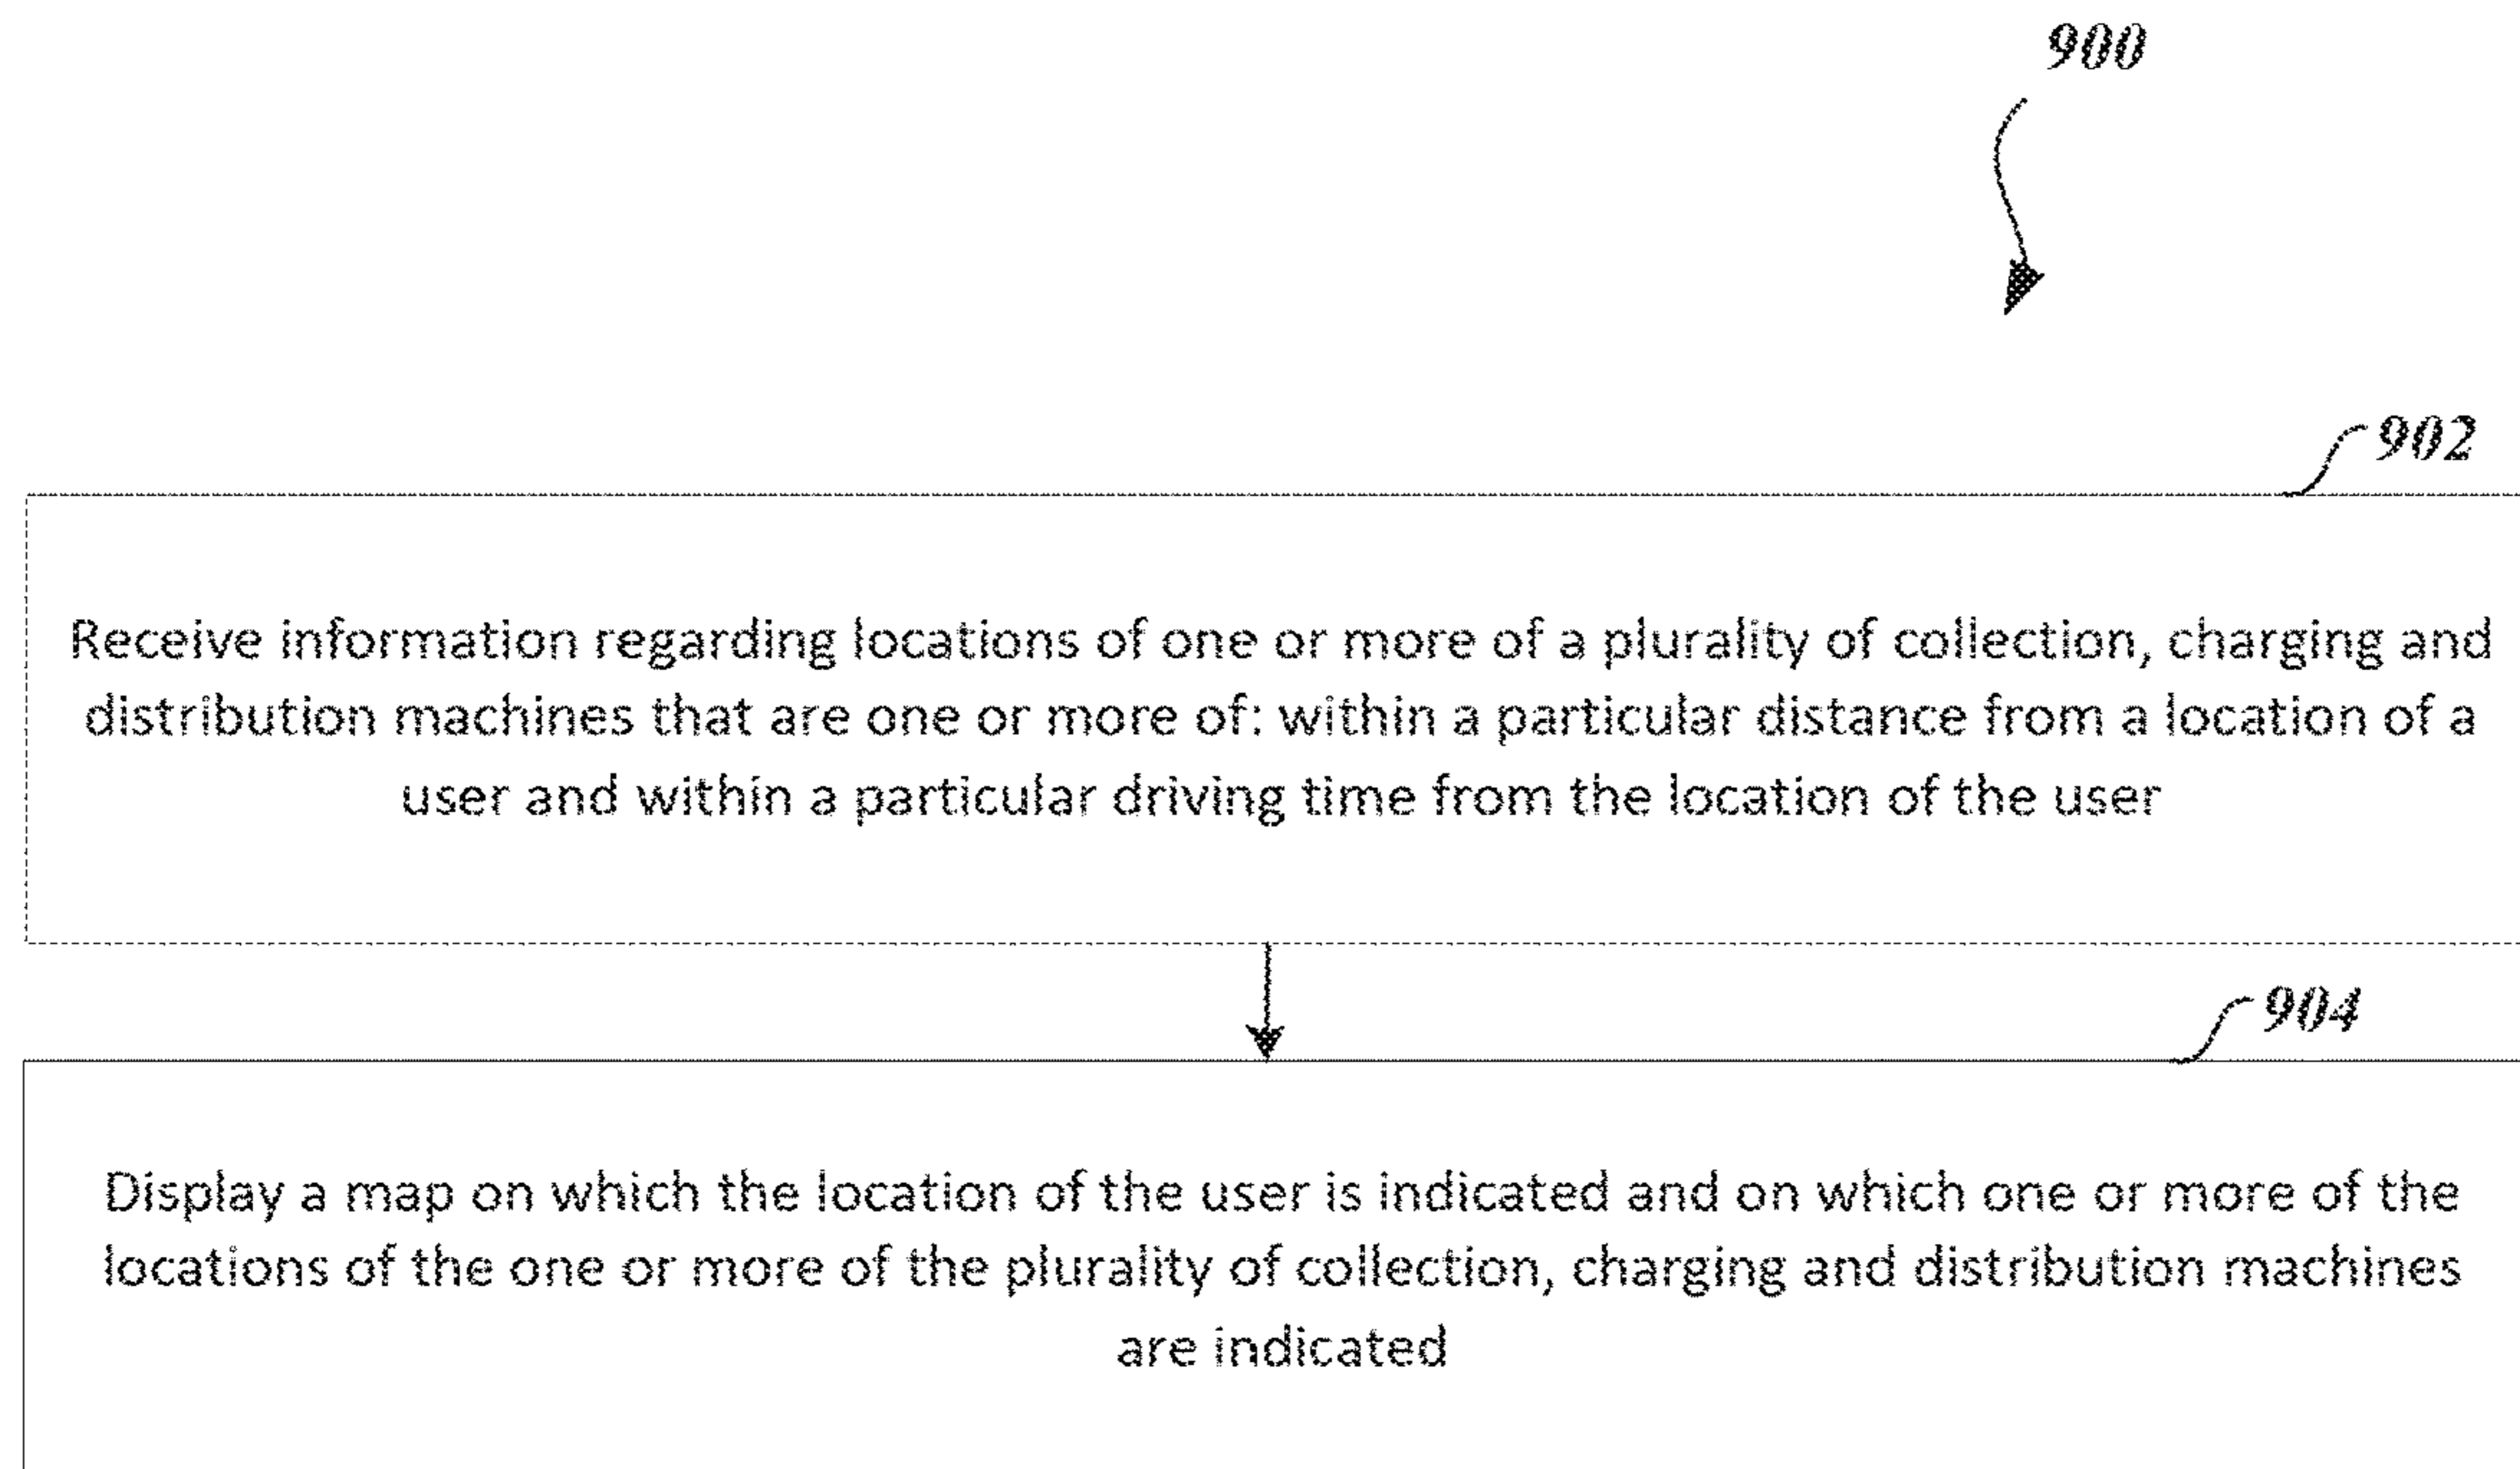 900
902
Receive information regarding locations of one or more of a plurality of collection, charging and
distribution machines that are one or more of: within a particular distance from a location of a
user and within a particular driving time from the location of the user
904
Display a map on which the location of the user is indicated and on which one or more of the
locations of the one or more of the plurality of collection, charging and distribution machines
are indicated